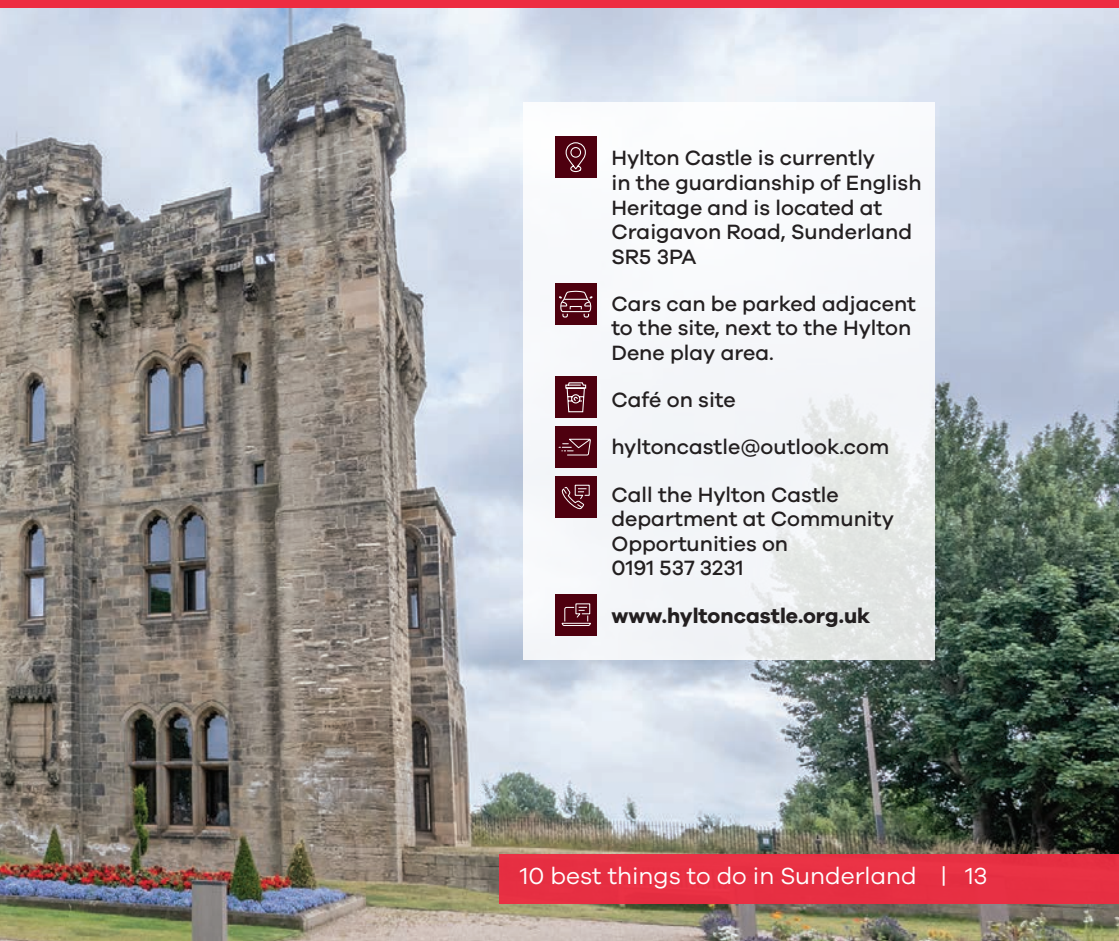 Hylton Castle is currently
in the guardianship of English
Heritage and is located at
Craigavon Road, Sunderland
SR5 3PA
Cars can be parked adjacent
to the site, next to the Hylton
Dene play area.
Café on site
hyltoncastle@outlook.com
Call the Hylton Castle
department at Community
Opportunities on
0191 537 3231
www.hyltoncastle.org.uk
10 best things to do in Sunderland | 13